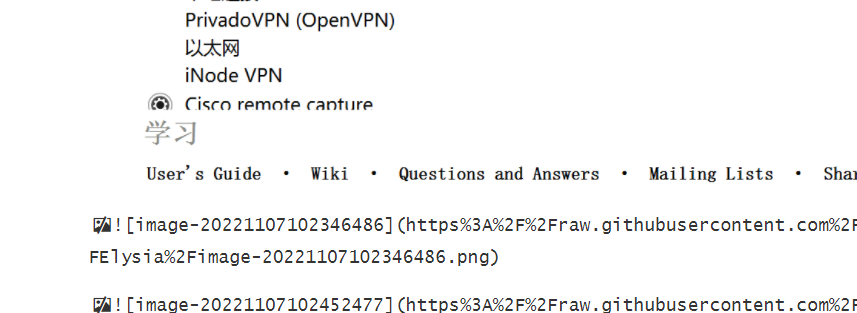 PrivadoVPN (OpenVPN)
以太网
iNode VPN
Cisco remote capture
学习
User's Guide · Wiki · Questions and Answers · Mailing Lists ·
![image-20221107102346486](https%3A%2F%2Fraw.githubusercontent.com%2F
FElysia%2Fimage-20221107102346486.png)
![image-20221107102452477](https%3A%2F%2Fraw.githubusercontent.com%2F